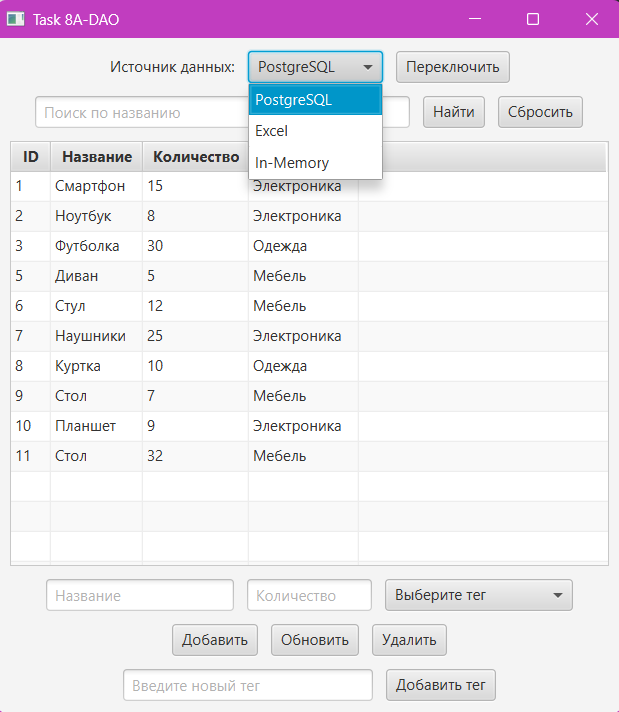 Task 8A-DAO
Источник данных: PostgreSQL Переключить
PostgreSQL
Excel
In-Memory
Поиск по названию Найти Сбросить
ID Название Количество
1 Смартфон 15 Электроника
2 Ноутбук 8 Электроника
3 Футболка 30 Одежда
5 Диван 5 Мебель
6 Стул 12 Мебель
7 Наушники 25 Электроника
8 Куртка 10 Одежда
9 Стол 7 Мебель
10 Планшет 9 Электроника
11 Стол 32 Мебель
Название Количество Выберите тег
Добавить Обновить Удалить
Введите новый тег Добавить тег